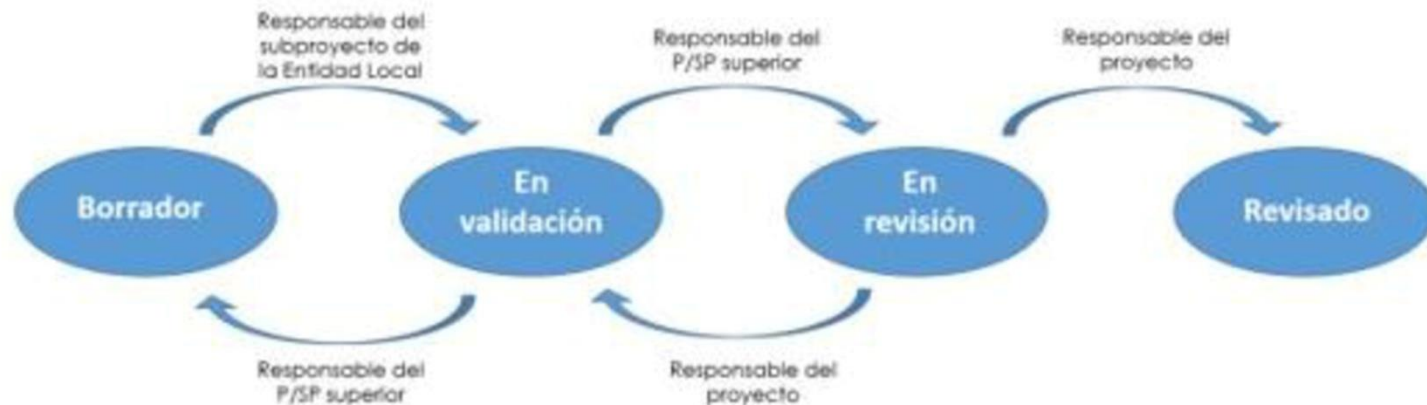 Responsable del
subproyecto de
la Entidad Local
Responsable del
P/SP superior
Responsable del
proyecto
Borrador
En
validación
En
revisión
Revisado
Responsable del
P/SP superior
Responsable del
proyecto